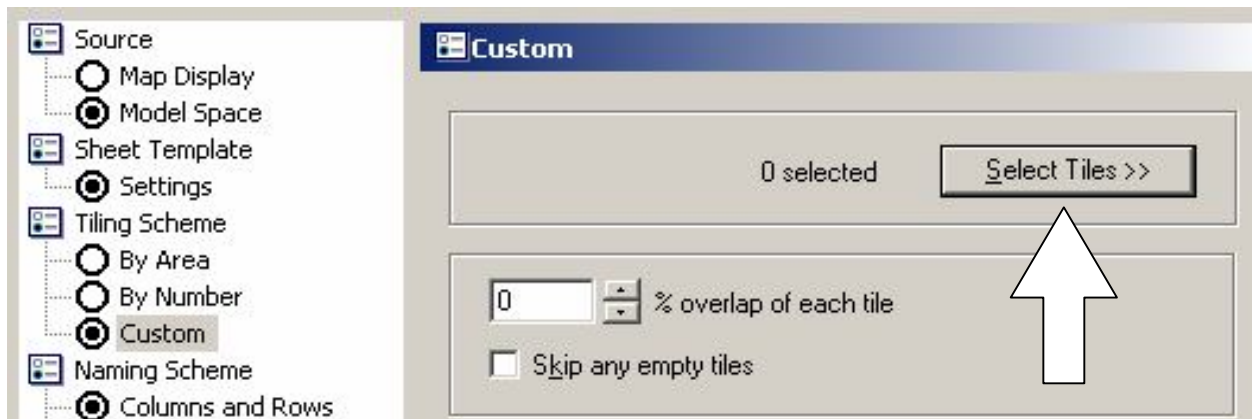 Source
Map Display
Model Space
Sheet Template
Settings
Tiling Scheme
By Area
By Number
Custom
Naming Scheme
Columns and Rows
Custom
0 selected
Select Tiles >>
0
% overlap of each tile
Skip any empty tiles